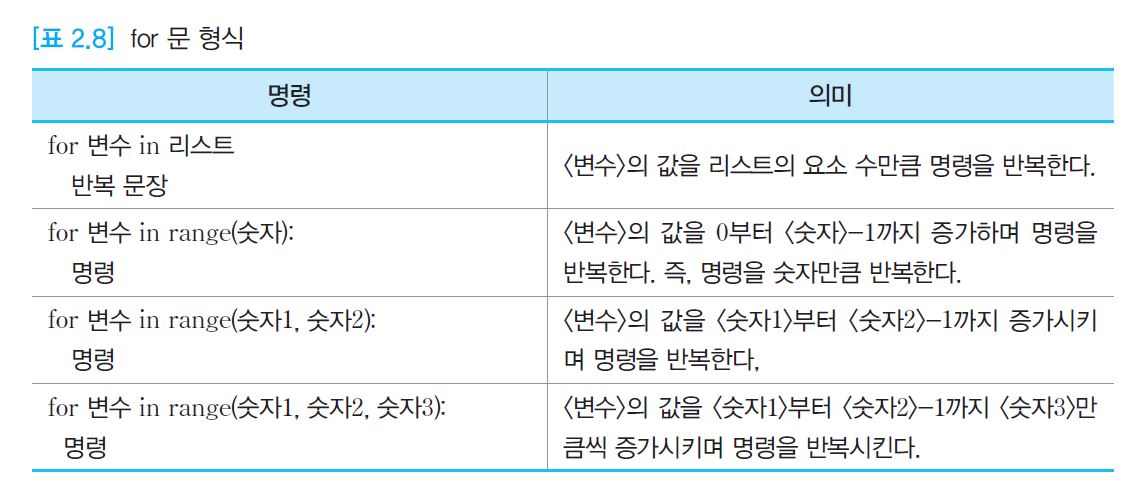 [표 2.8] for 문 형식
명령
의미
for 변수 in 리스트
반복 문장
〈변수〉의 값을 리스트의 요소 수만큼 명령을 반복한다.
for 변수 in range(숫자):
명령
〈변수〉의 값을 0부터 〈숫자〉-1까지 증가하며 명령을
반복한다. 즉, 명령을 숫자만큼 반복한다.
for 변수 in range(숫자1, 숫자2):
명령
〈변수〉의 값을 〈숫자1〉부터 〈숫자2〉-1까지 증가시키
며 명령을 반복한다,
for 변수 in range(숫자1, 숫자2, 숫자3):
명령
〈변수〉의 값을 〈숫자1〉부터 〈숫자2〉-1까지 〈숫자3〉만
큼씩 증가시키며 명령을 반복시킨다.